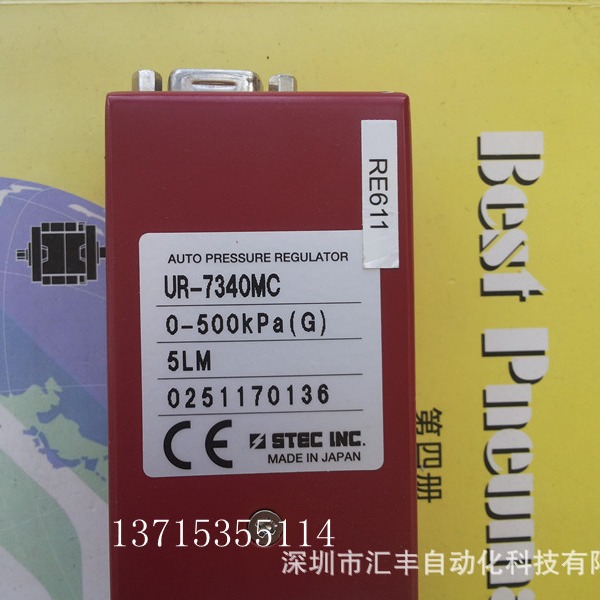 RE611
AUTO PRESSURE REGULATOR
UR-7340MC
0-500kPa(G)
5LM
0251170136
CE STEC INC.
MADE IN JAPAN
Best Pneuma
第四册
13715355114
深圳市汇丰自动化科技有限